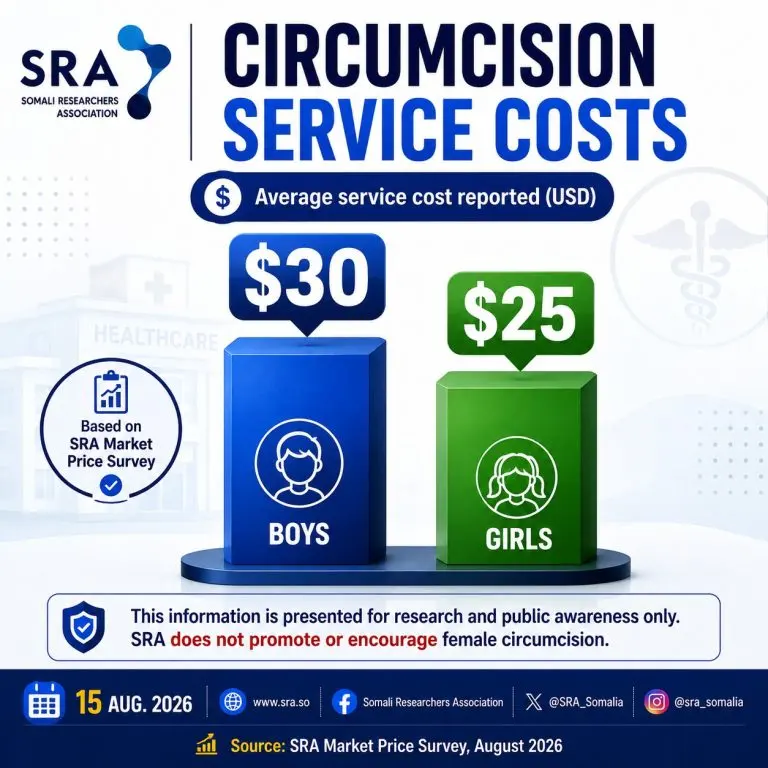 SRA
SOMALI RESEARCHERS
ASSOCIATION
CIRCUMCISION
SERVICE COSTS
$ Average service cost reported (USD)
$30
$25
HEALTHCARE
Based on
SRA Market
Price Survey
BOYS
GIRLS
This information is presented for research and public awareness only.
SRA does not promote or encourage female circumcision.
15 AUG. 2026 www.sra.so Somali Researchers Association @SRA_Somalia @sra_somalia
Source: SRA Market Price Survey, August 2026